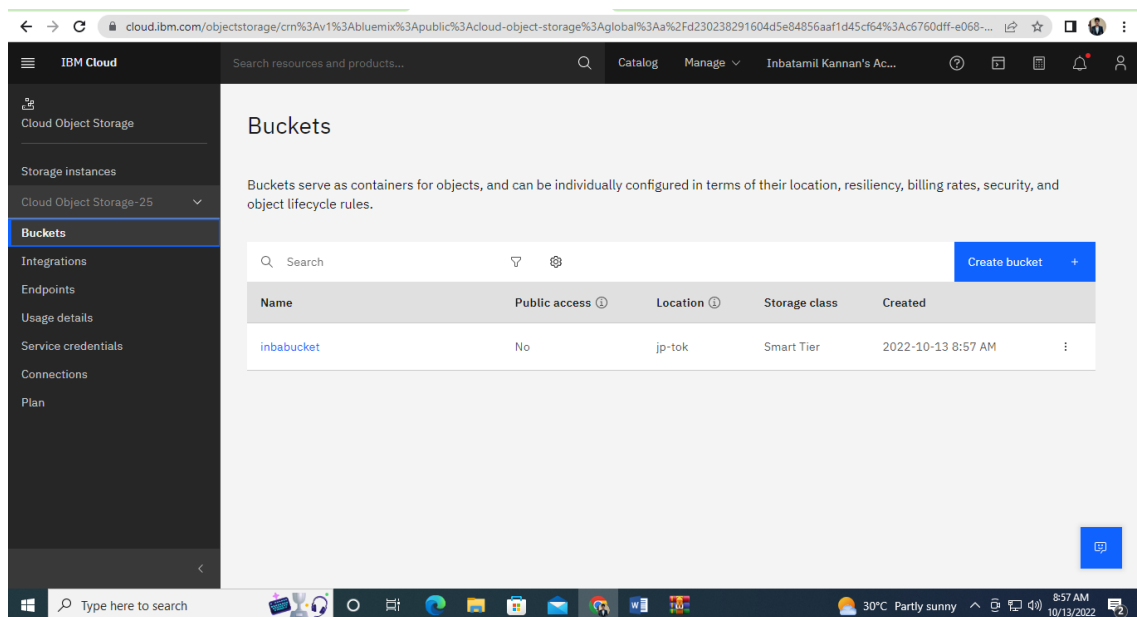 cloud.ibm.com/objectstorage/crn%3Av1%3Abluemix%3Apublic%3Acloud-object-storage%3Aglobal%3Aa%2Fd230238291604d5e84856aaf1d45cf64%3Ac6760dff-e068-...
IBM Cloud
Search resources and products...
Catalog
Manage
Inbatamil Kannan's Ac...
Cloud Object Storage
Storage instances
Cloud Object Storage-25
Buckets
Integrations
Endpoints
Usage details
Service credentials
Connections
Plan
Buckets
Buckets serve as containers for objects, and can be individually configured in terms of their location, resiliency, billing rates, security, and
object lifecycle rules.
Search
Create bucket +
Name Public access Location Storage class Created
inbabucket No jp-tok Smart Tier 2022-10-13 8:57 AM
Type here to search
30°C Partly sunny
8:57 AM
10/13/2022
2